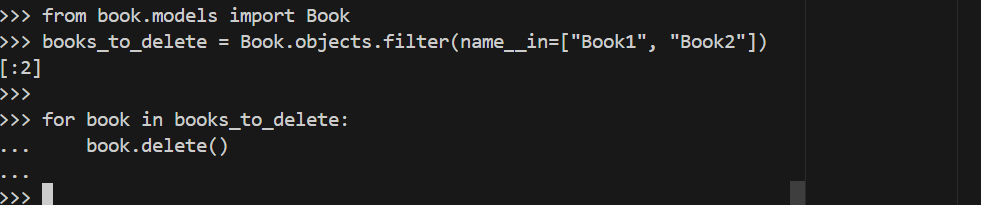 >>> from book.models import Book
>>> books_to_delete = Book.objects.filter(name__in=["Book1", "Book2"])
[:2]
>>>
>>> for book in books_to_delete:
...     book.delete()
...
>>>